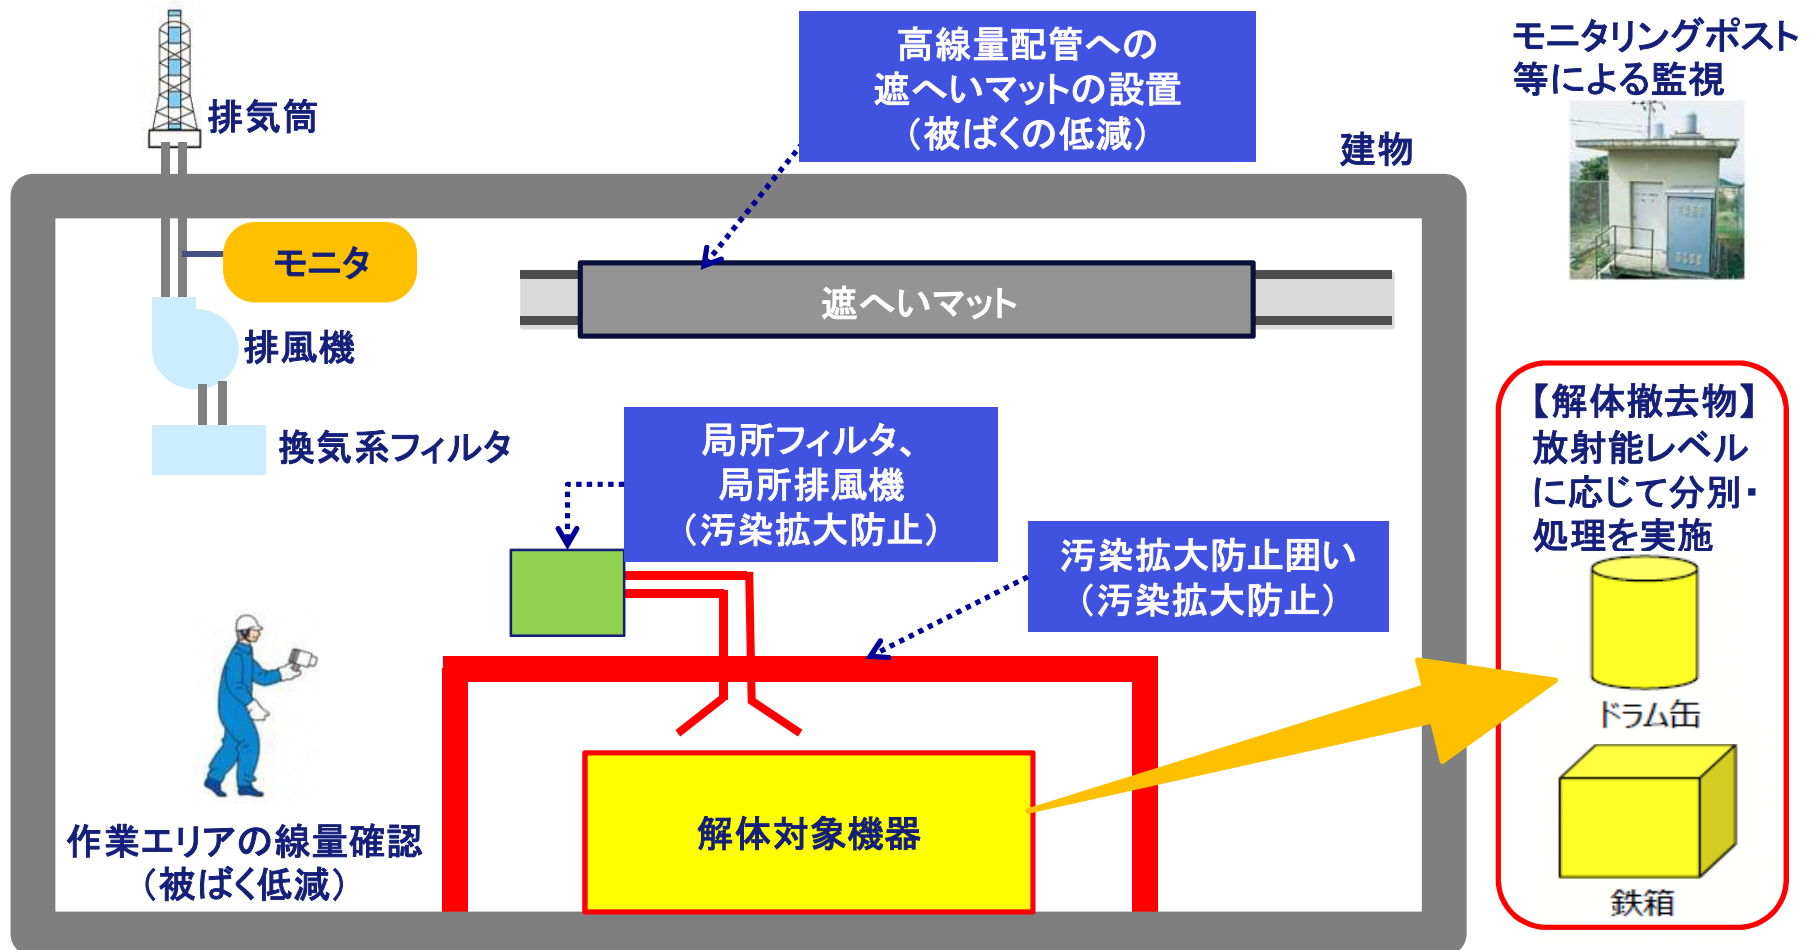 高線量配管への
遮へいマットの設置
（被ばくの低減）
モニタリングポスト
等による監視
排気筒
建物
モニタ
遮へいマット
排風機
換気系フィルタ
局所フィルタ、
局所排風機
（汚染拡大防止）
汚染拡大防止囲い
（汚染拡大防止）
【解体撤去物】
放射能レベル
に応じて分別・
処理を実施
ドラム缶
鉄箱
解体対象機器
作業エリアの線量確認
（被ばく低減）